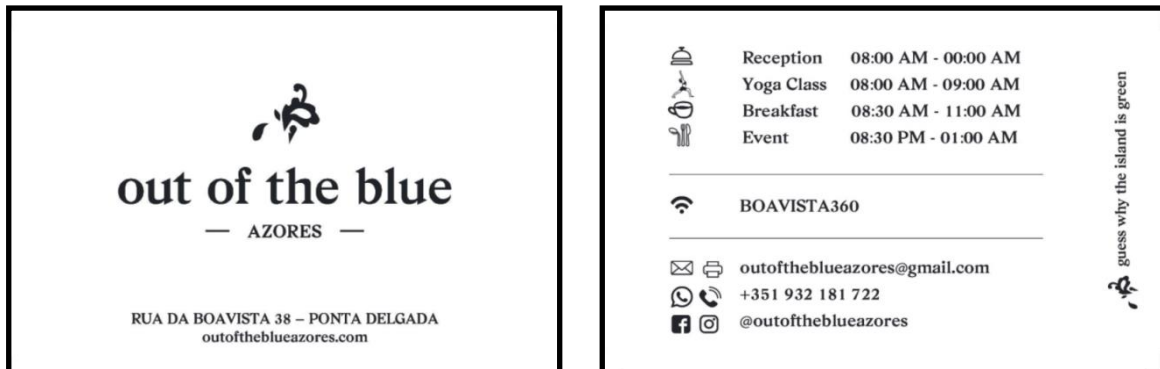 out of the blue
— AZORES —
RUA DA BOAVISTA 38 – PONTA DELGADA
outoftheblueazores.com
Reception 08:00 AM - 00:00 AM
Yoga Class 08:00 AM - 09:00 AM
Breakfast 08:30 AM - 11:00 AM
Event 08:30 PM - 01:00 AM
BOAVISTA360
outoftheblueazores@gmail.com
+351 932 181 722
@outoftheblueazores
guess why the island is green